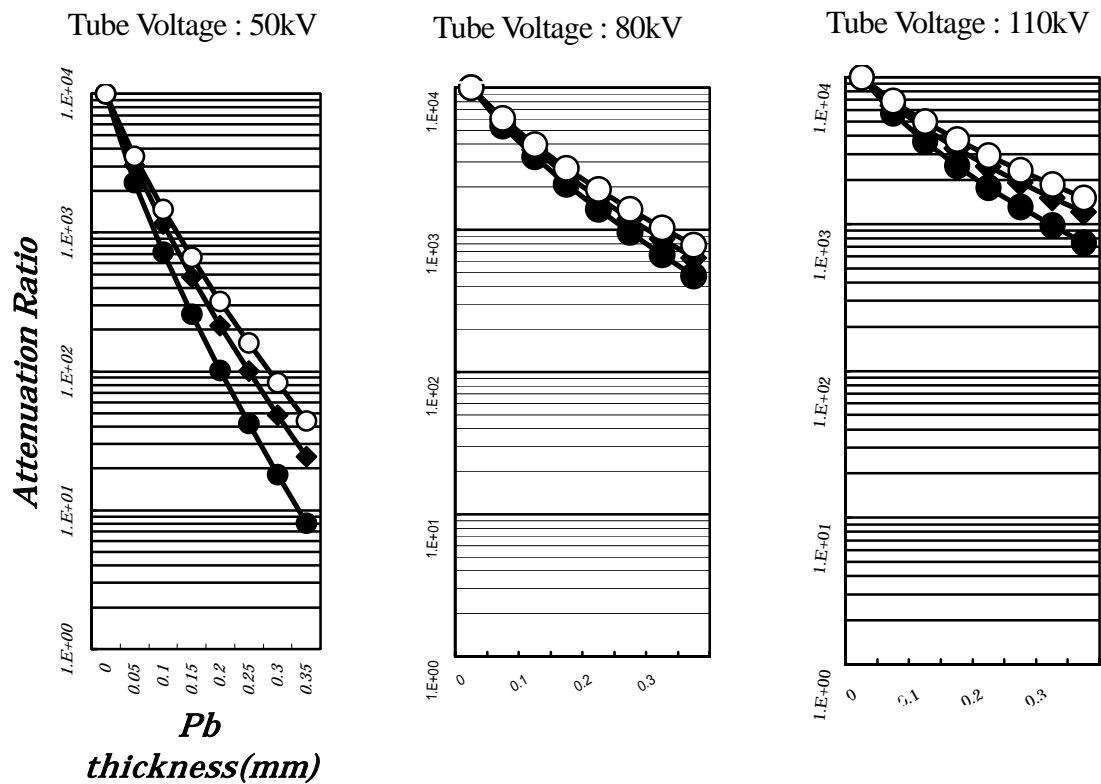 Tube Voltage : 50kV
Tube Voltage : 80kV
Tube Voltage : 110kV
Attenuation Ratio
1.E+04
1.E+03
1.E+02
1.E+01
1.E+00
0
0.05
0.1
0.15
0.2
0.25
0.3
0.35
Pb
thickness(mm)
1.E+04
1.E+03
1.E+02
1.E+01
1.E+00
0
0.1
0.2
0.3
1.E+04
1.E+03
1.E+02
1.E+01
1.E+00
0
0.1
0.2
0.3